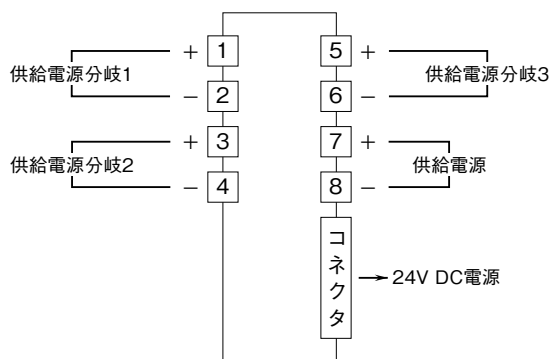 供給電源分岐1
+ 1
− 2
供給電源分岐2
+ 3
− 4
5 +
6 −
供給電源分岐3
7 +
8 −
供給電源
コネクタ
24V DC電源